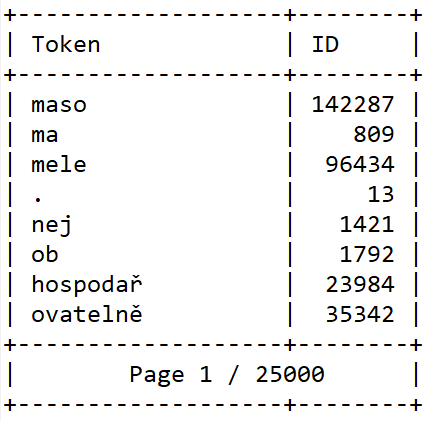 +-------------------+--------+
| Token             | ID     |
+-------------------+--------+
| maso              | 142287 |
| ma                |    809 |
| mele              |  96434 |
| .                 |     13 |
| nej               |   1421 |
| ob                |   1792 |
| hospodař          |  23984 |
| ovatelně          |  35342 |
+-------------------+--------+
|        Page 1 / 25000      |
+-------------------+--------+